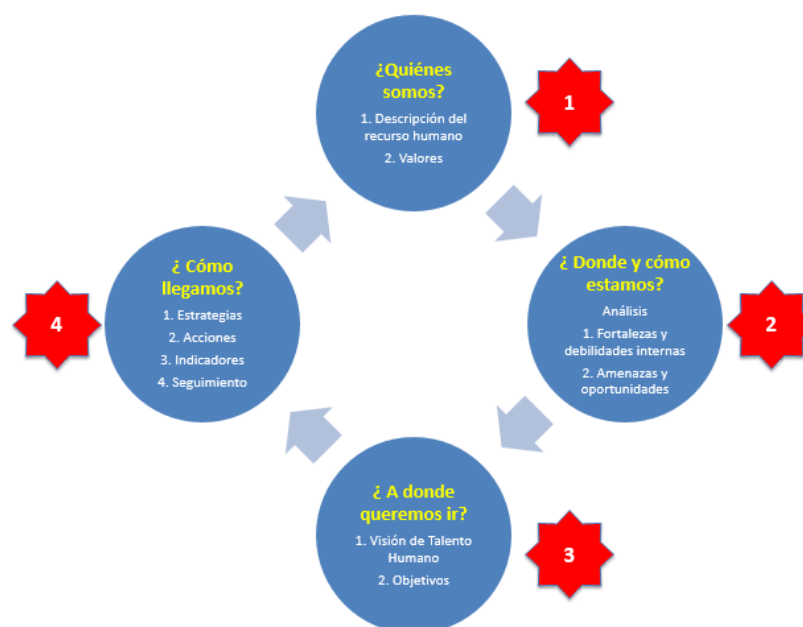 ¿Quiénes
somos?
1. Descripción del
recurso humano
2. Valores
1
¿ Donde y cómo
estamos?
Análisis
1. Fortalezas y
debilidades internas
2. Amenazas y
oportunidades
2
¿ A donde
queremos ir?
1. Visión de Talento
Humano
2. Objetivos
3
¿ Cómo
llegamos?
1. Estrategias
2. Acciones
3. Indicadores
4. Seguimiento
4